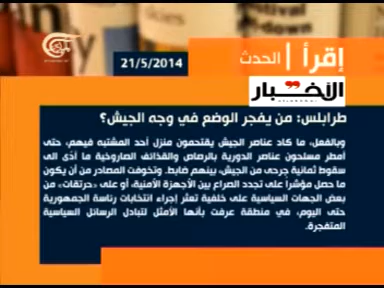 الميادين
إقرأ | الحدث
21/5/2014
الأخبار
طرابلس: من يفجر الوضع في وجه الجيش؟
وبالفعل، ما كاد عناصر الجيش يقتحمون منزل أحد المشتبه فيهم، حتى
أمطر مسلحون عناصر الدورية بالرصاص والقذائف الصاروخية ما أدى الى
سقوط ثمانية جرحى من الجيش، بينهم ضابط. وتخوفت المصادر من أن يكون
ما حصل مؤشراً على تجدد الصراع بين الأجهزة الأمنية، أو على «حرتقات» من
بعض الجهات السياسية على خلفية تعثر إجراء انتخابات رئاسة الجمهورية
حتى اليوم، في منطقة عرفت بأنها الأمثل لتبادل الرسائل السياسية
المتفجرة.